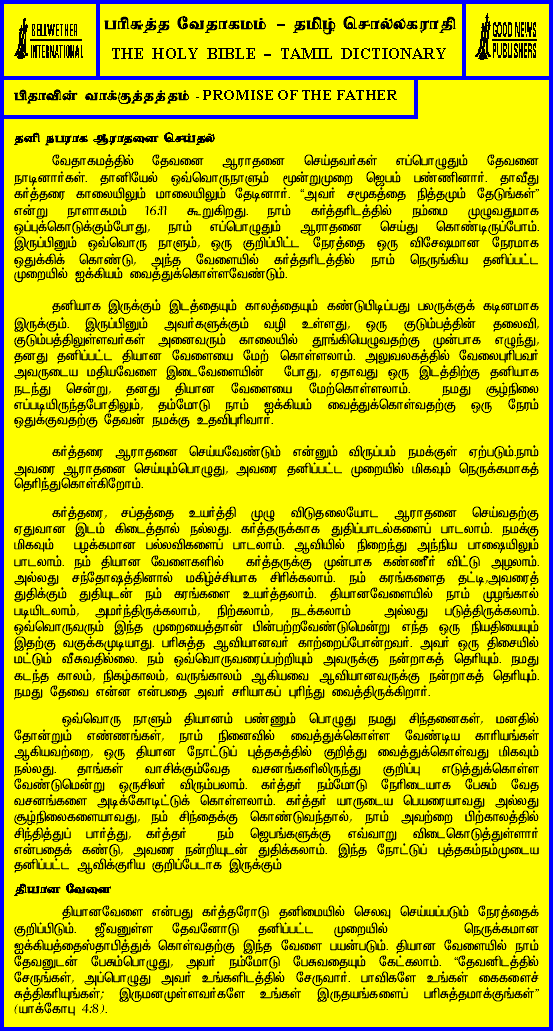 BELLWETHER
INTERNATIONAL
பரிசுத்த வேதாகமம் – தமிழ் சொல்லகராதி
THE HOLY BIBLE – TAMIL DICTIONARY
GOOD NEWS
PUBLISHERS
பிதாவின் வாக்குத்தத்தம் - PROMISE OF THE FATHER
தனி நபராக ஆராதனை செய்தல்
வேதாகமத்தில் தேவனை ஆராதனை செய்தவர்கள் எப்பொழுதும் தேவனை
நாடினார்கள். தானியேல் ஒவ்வொருநாளும் மூன்றுமுறை ஜெபம் பண்ணினார். தாவீது
கர்த்தரை காலையிலும் மாலையிலும் தேடினார். “அவர் சமூகத்தை நித்தமும் தேடுங்கள்”
என்று நாளாகமம் 16:11 கூறுகிறது. நாம் கர்த்தரிடத்தில் நம்மை முழுவதுமாக
ஒப்புக்கொடுக்கும்போது, நாம் எப்பொழுதும் ஆராதனை செய்து கொண்டிருப்போம்.
இருப்பினும் ஒவ்வொரு நாளும், ஒரு குறிப்பிட்ட நேரத்தை ஒரு விசேஷமான நேரமாக
ஒதுக்கிக் கொண்டு, அந்த வேளையில் கர்த்தரிடத்தில் நாம் நெருங்கிய தனிப்பட்ட
முறையில் ஐக்கியம் வைத்துக்கொள்ளவேண்டும்.
தனியாக இருக்கும் இடத்தையும் காலத்தையும் கண்டுபிடிப்பது பலருக்குக் கடினமாக
இருக்கும். இருப்பினும் அவர்களுக்கும் வழி உள்ளது, ஒரு குடும்பத்தின் தலைவி,
குடும்பத்திலுள்ளவர்கள் அனைவரும் காலையில் தூங்கியெழுவதற்கு முன்பாக எழுந்து,
தனது தனிப்பட்ட தியான வேளையை மேற் கொள்ளலாம். அலுவலகத்தில் வேலைபுரிபவர்
அவருடைய மதியவேளை இடைவேளையின் போது, ஏதாவது ஒரு இடத்திற்கு தனியாக
நடந்து சென்று, தனது தியான வேளையை மேற்கொள்ளலாம். நமது சூழ்நிலை
எப்படியிருந்தபோதிலும், தம்மோடு நாம் ஐக்கியம் வைத்துக்கொள்வதற்கு ஒரு நேரம்
ஒதுக்குவதற்கு தேவன் நமக்கு உதவிபுரிவார்.
கர்த்தரை ஆராதனை செய்யவேண்டும் என்னும் விருப்பம் நமக்குள் ஏற்படும்.நாம்
அவரை ஆராதனை செய்யும்பொழுது, அவரை தனிப்பட்ட முறையில் மிகவும் நெருக்கமாகத்
தெரிந்துகொள்கிறோம்.
கர்த்தரை, சப்தத்தை உயர்த்தி முழு விடுதலையோட ஆராதனை செய்வதற்கு
ஏதுவான இடம் கிடைத்தால் நல்லது. கர்த்தருக்காக துதிப்பாடல்களைப் பாடலாம். நமக்கு
மிகவும் பழக்கமான பல்லவிகளைப் பாடலாம். ஆவியில் நிறைந்து அந்நிய பாஷையிலும்
பாடலாம். நம் தியான வேளைகளில் கர்த்தருக்கு முன்பாக கண்ணீர் விட்டு அழலாம்.
அல்லது சந்தோஷத்தினால் மகிழ்ச்சியாக சிரிக்கலாம். நம் கரங்களைத தட்டி,அவரைத்
துதிக்கும் துதியுடன் நம் கரங்களை உயர்த்தலாம். தியானவேளையில் நாம் முழங்கால்
படியிடலாம், அமர்ந்திருக்கலாம், நிற்கலாம், நடக்கலாம் அல்லது படுத்திருக்கலாம்.
ஒவ்வொருவரும் இந்த முறையைத்தான் பின்பற்றவேண்டுமென்று எந்த ஒரு நியதியையும்
இதற்கு வகுக்கமுடியாது. பரிசுத்த ஆவியானவர் காற்றைப்போன்றவர். அவர் ஒரு திசையில்
மட்டும் வீசுவதில்லை. நம் ஒவ்வொருவரைப்பற்றியும் அவருக்கு நன்றாகத் தெரியும். நமது
கடந்த காலம், நிகழ்காலம், வருங்காலம் ஆகியவை ஆவியானவருக்கு நன்றாகத் தெரியும்.
நமது தேவை என்ன என்பதை அவர் சரியாகப் புரிந்து வைத்திருக்கிறார்.
ஒவ்வொரு நாளும் தியானம் பண்ணும் பொழுது நமது சிந்தனைகள், மனதில்
தோன்றும் எண்ணங்கள், நாம் நினைவில் வைத்துக்கொள்ள வேண்டிய காரியங்கள்
ஆகியவற்றை, ஒரு தியான நோட்டுப் புத்தகத்தில் குறித்து வைத்துக்கொள்வது மிகவும்
நல்லது. தாங்கள் வாசிக்கும்வேத வசனங்களிலிருந்து குறிப்பு எடுத்துக்கொள்ள
வேண்டுமென்று ஒருசிலர் விரும்பலாம். கர்த்தர் நம்மோடு நேரிடையாக பேசும் வேத
வசனங்களை அடிக்கோடிட்டுக் கொள்ளலாம். கர்த்தர் யாருடைய பெயரையாவது அல்லது
சூழ்நிலைகளையாவது, நம் சிந்தைக்கு கொண்டுவந்தால், நாம் அவற்றை பிற்காலத்தில்
சிந்தித்துப் பார்த்து, கர்த்தர் நம் ஜெபங்களுக்கு எவ்வாறு விடைகொடுத்துள்ளார்
என்பதைக் கண்டு, அவரை நன்றியுடன் துதிக்கலாம். இந்த நோட்டுப் புத்தகம்நம்முடைய
தனிப்பட்ட ஆவிக்குரிய குறிப்பேடாக இருக்கும்
தியான வேளை
தியானவேளை என்பது கர்த்தரோடு தனிமையில் செலவு செய்யப்படும் நேரத்தைக்
குறிப்பிடும். ஜீவனுள்ள தேவனோடு தனிப்பட்ட முறையில் நெருக்கமான
ஐக்கியத்தைஸ்தாபித்துக் கொள்வதற்கு இந்த வேளை பயன்படும். தியான வேளையில் நாம்
தேவனுடன் பேசும்பொழுது, அவர் நம்மோடு பேசுவதையும் கேட்கலாம். “தேவனிடத்தில்
சேருங்கள், அப்பொழுது அவர் உங்களிடத்தில் சேருவார். பாவிகளே உங்கள் கைகளைச்
சுத்திகரியுங்கள்; இருமனமுள்ளவர்களே உங்கள் இருதயங்களைப் பரிசுத்தமாக்குங்கள்”
(யாக்கோபு 4:8).